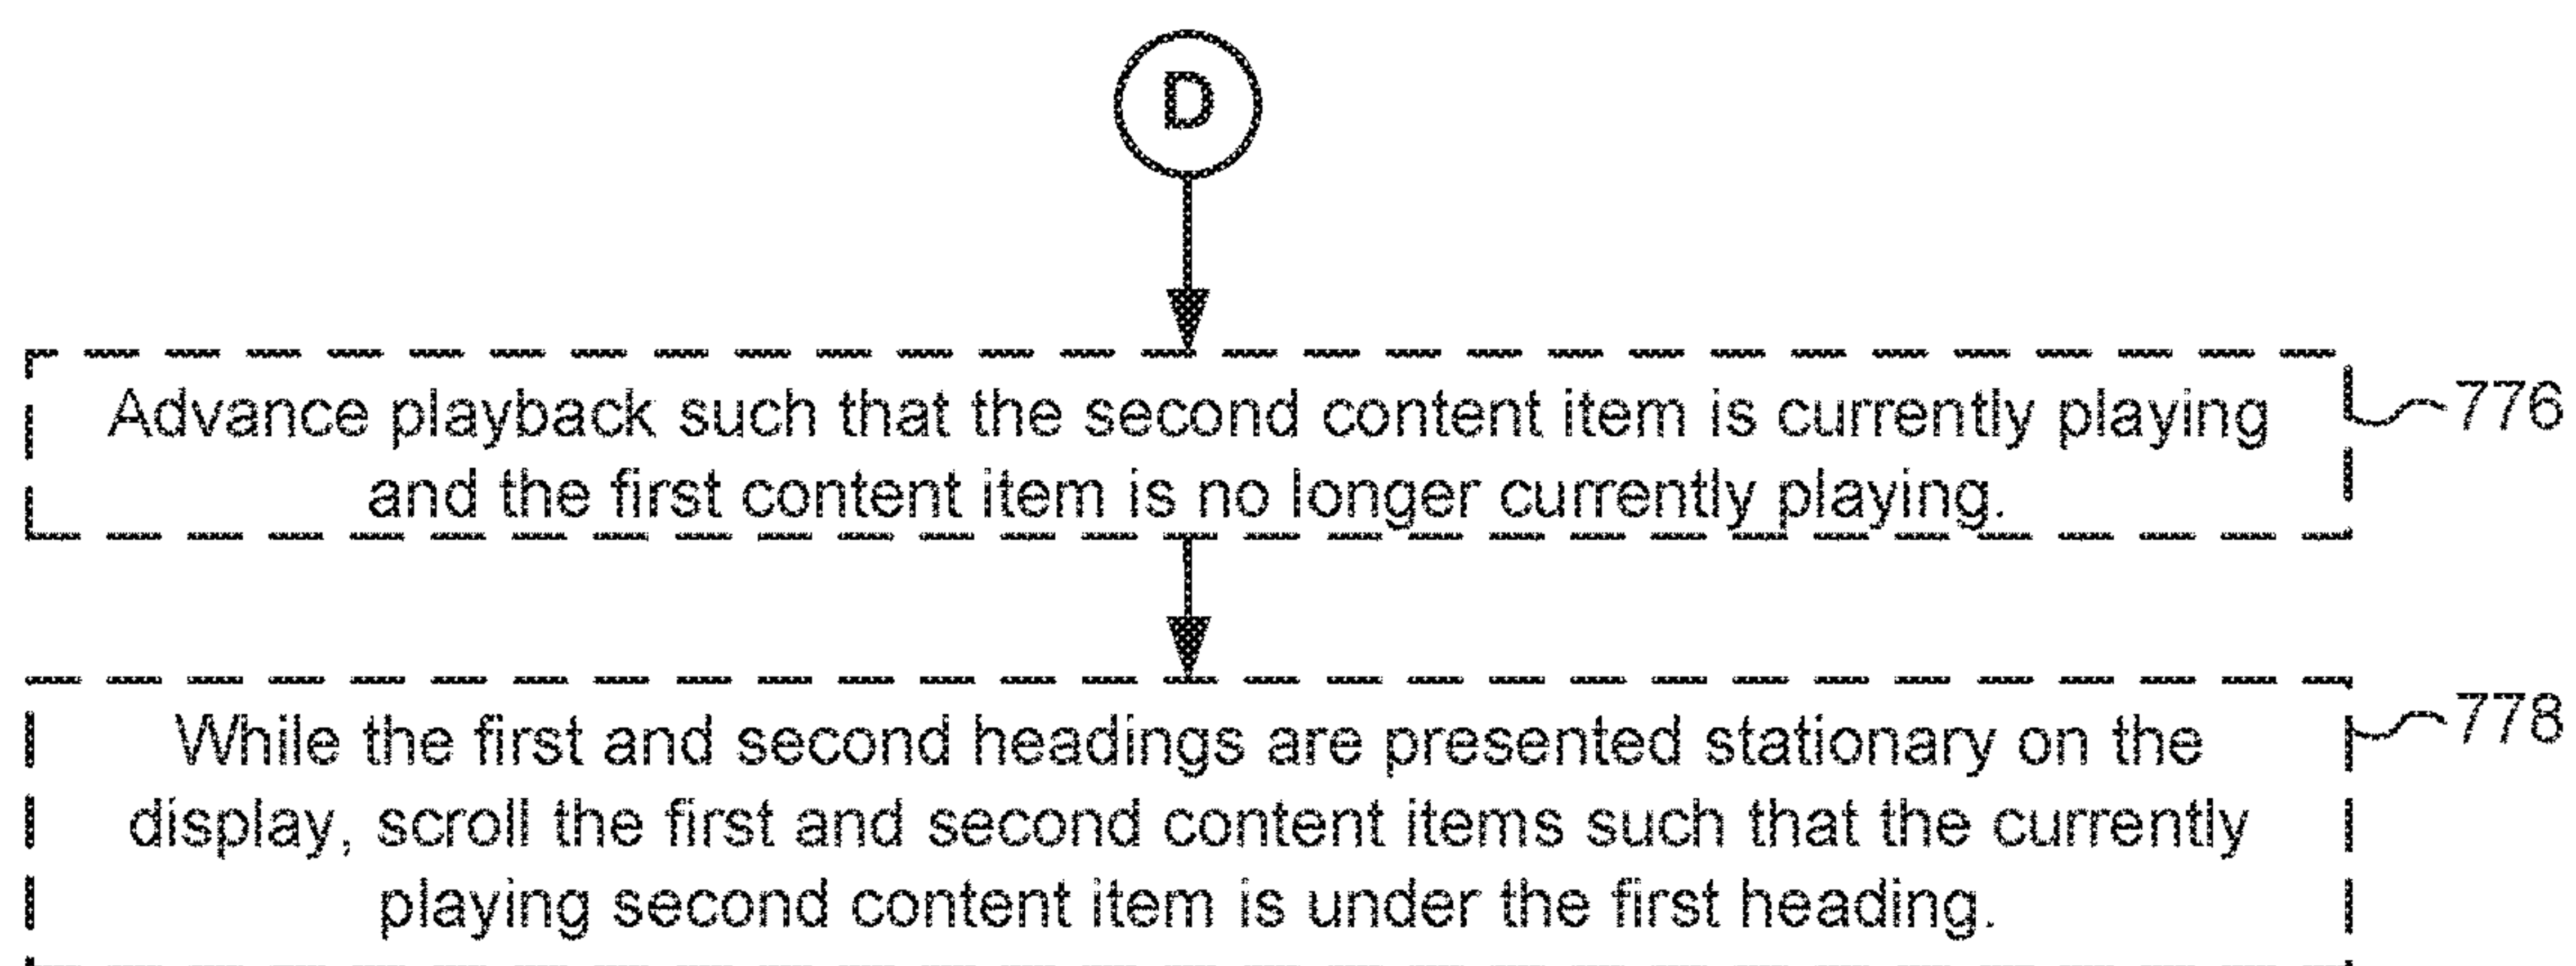 D
Advance playback such that the second content item is currently playing
776
and the first content item is no longer currently playing.
While the first and second headings are presented stationary on the
778
display, scroll the first and second content items such that the currently
playing second content item is under the first heading.